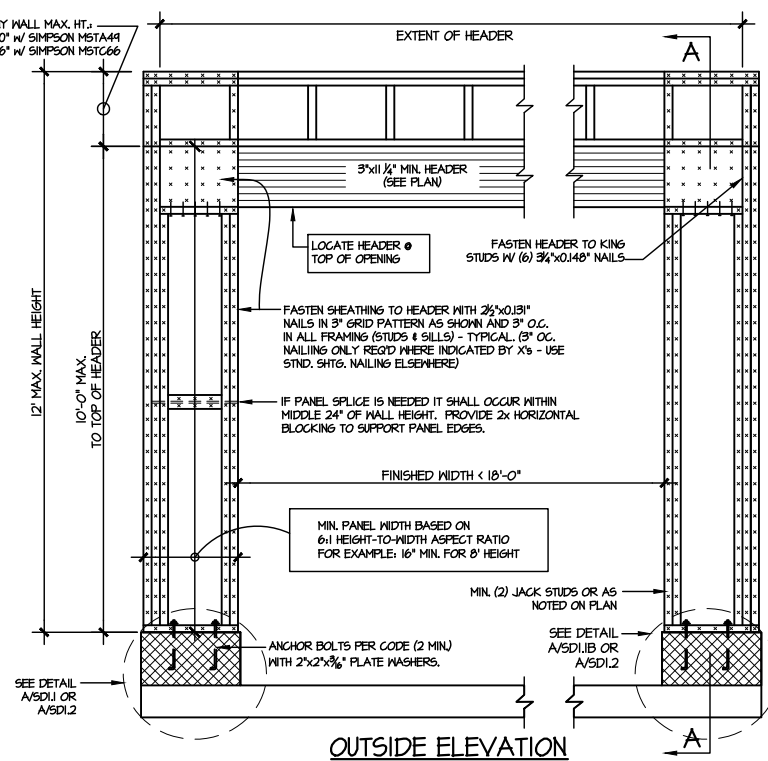 Y WALL MAX. HT.:
0" W/ SIMPSON MSTA49
6" W/ SIMPSON MSTC66
EXTENT OF HEADER
A
3"x11 1/4" MIN. HEADER
(SEE PLAN)
LOCATE HEADER @
TOP OF OPENING
FASTEN HEADER TO KING
STUDS W/ (6) 3 1/4"x0.148" NAILS
12' MAX. WALL HEIGHT
10'-0" MAX.
TO TOP OF HEADER
FASTEN SHEATHING TO HEADER WITH 2 1/2"x0.131"
NAILS IN 3" GRID PATTERN AS SHOWN AND 3" O.C.
IN ALL FRAMING (STUDS & SILLS) - TYPICAL. (3" OC.
NAILING ONLY REQ'D WHERE INDICATED BY X's - USE
STND. SHTG. NAILING ELSEWHERE)
IF PANEL SPLICE IS NEEDED IT SHALL OCCUR WITHIN
MIDDLE 24" OF WALL HEIGHT. PROVIDE 2x HORIZONTAL
BLOCKING TO SUPPORT PANEL EDGES.
FINISHED WIDTH < 18'-0"
MIN. PANEL WIDTH BASED ON
6:1 HEIGHT-TO-WIDTH ASPECT RATIO
FOR EXAMPLE: 16" MIN. FOR 8' HEIGHT
MIN. (2) JACK STUDS OR AS
NOTED ON PLAN
SEE DETAIL
A/SD1.1B OR
A/SD1.2
ANCHOR BOLTS PER CODE (2 MIN.)
WITH 2"x2"x3/16" PLATE WASHERS.
SEE DETAIL
A/SD1.1 OR
A/SD1.2
A
OUTSIDE ELEVATION